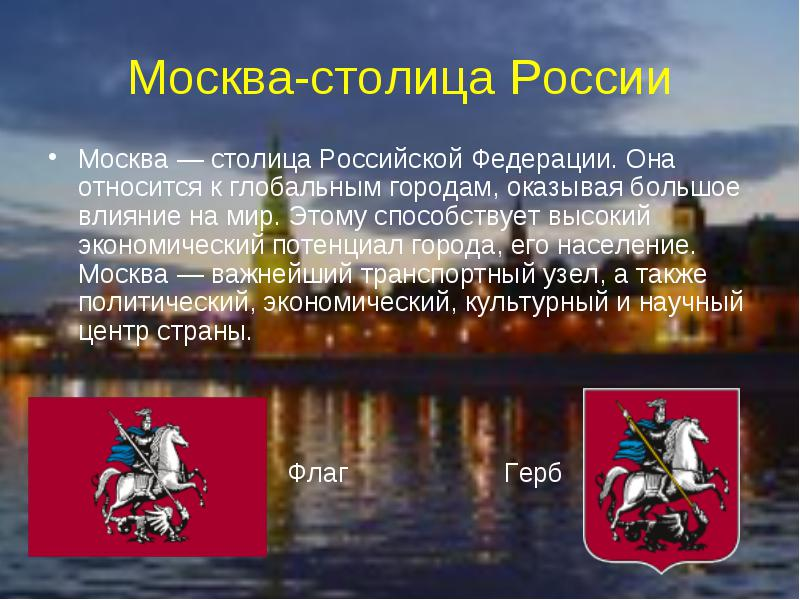 Москва-столица России
• Москва — столица Российской Федерации. Она
относится к глобальным городам, оказывая большое
влияние на мир. Этому способствует высокий
экономический потенциал города, его население.
Москва — важнейший транспортный узел, а также
политический, экономический, культурный и научный
центр страны.
Флаг Герб